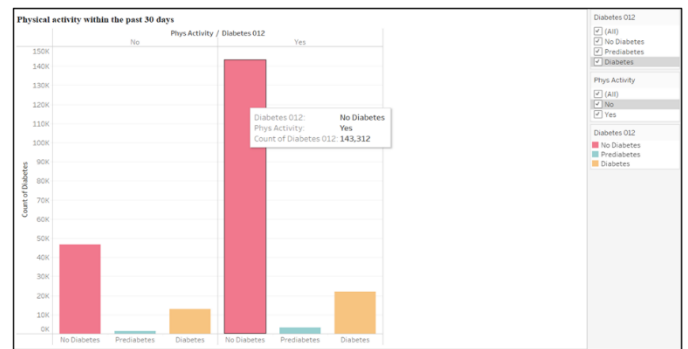 Physical activity within the past 30 days
Phys Activity / Diabetes 012
No
Yes
150K
140K
130K
120K
110K
100K
90K
80K
70K
60K
50K
40K
30K
20K
10K
0K
Count of Diabetes
Diabetes 012: No Diabetes
Phys Activity: Yes
Count of Diabetes 012: 143,312
No Diabetes
Prediabetes
Diabetes
No Diabetes
Prediabetes
Diabetes
Diabetes 012
(All)
No Diabetes
Prediabetes
Diabetes
Phys Activity
(All)
No
Yes
Diabetes 012
No Diabetes
Prediabetes
Diabetes